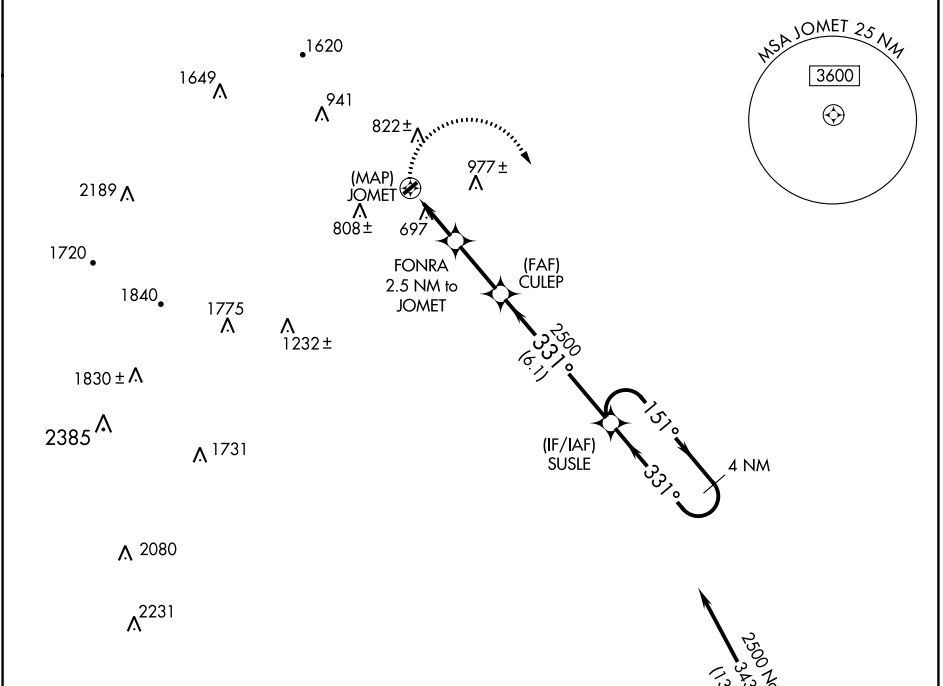 MSA JOMET 25 NM
3600
1620
1649
941
822±
977±
(MAP)
JOMET
2189
808±
697
1720
FONRA
2.5 NM to
JOMET
(FAF)
CULEP
1840
1775
1232±
2500
331°
(6.1)
1830±
2385
1731
151°
(IF/IAF)
SUSLE
331°
4 NM
2080
2231
2500